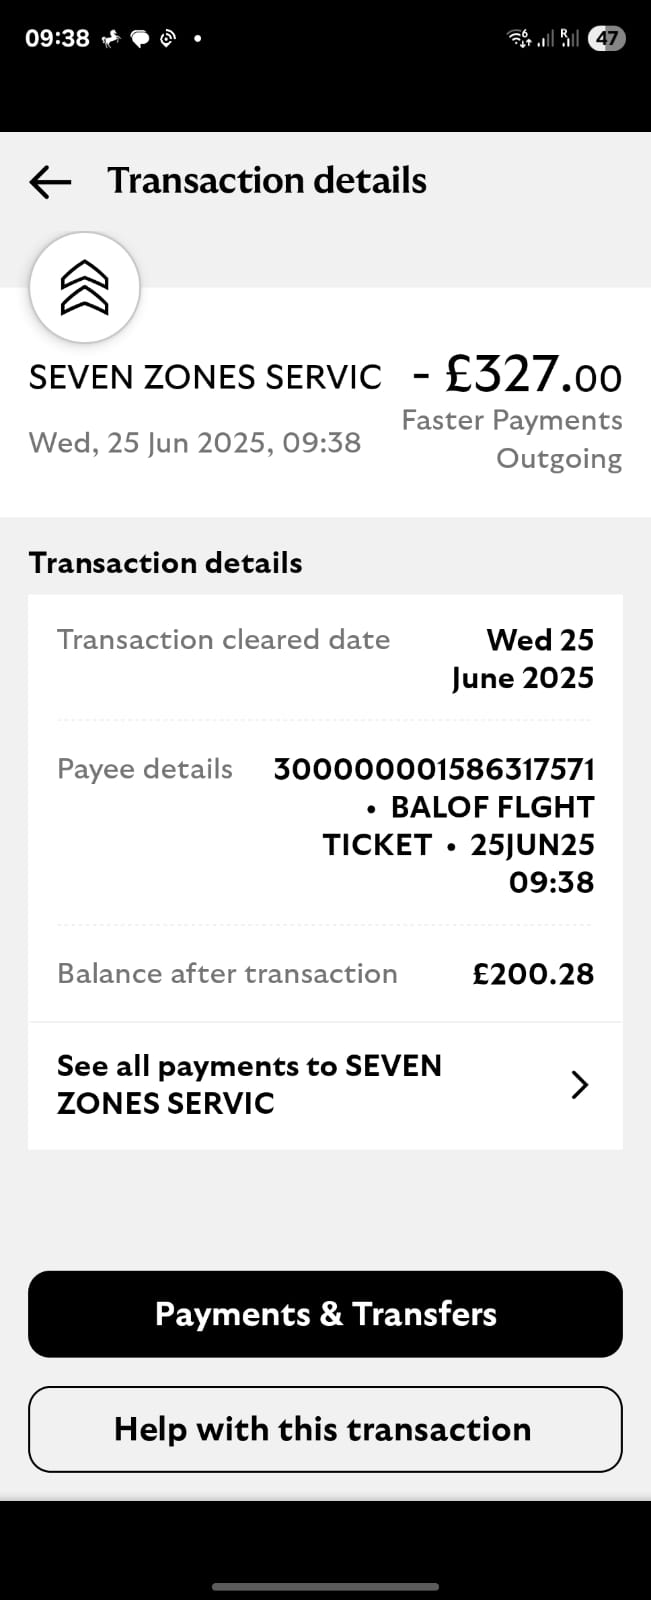 09:38
6 R 47
Transaction details
SEVEN ZONES SERVIC - £327.00
Wed, 25 Jun 2025, 09:38
Faster Payments
Outgoing
Transaction details
Transaction cleared date Wed 25
June 2025
Payee details 300000001586317571
• BALOF FLGHT
TICKET • 25JUN25
09:38
Balance after transaction £200.28
See all payments to SEVEN
ZONES SERVIC
Payments & Transfers
Help with this transaction